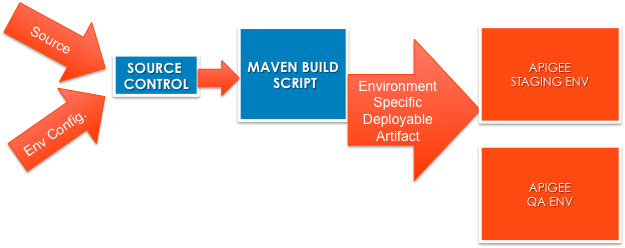 Source
Env Config.
SOURCE
CONTROL
MAVEN BUILD
SCRIPT
Environment
Specific
Deployable
Artifact
APIGEE
STAGING ENV
APIGEE
QA ENV